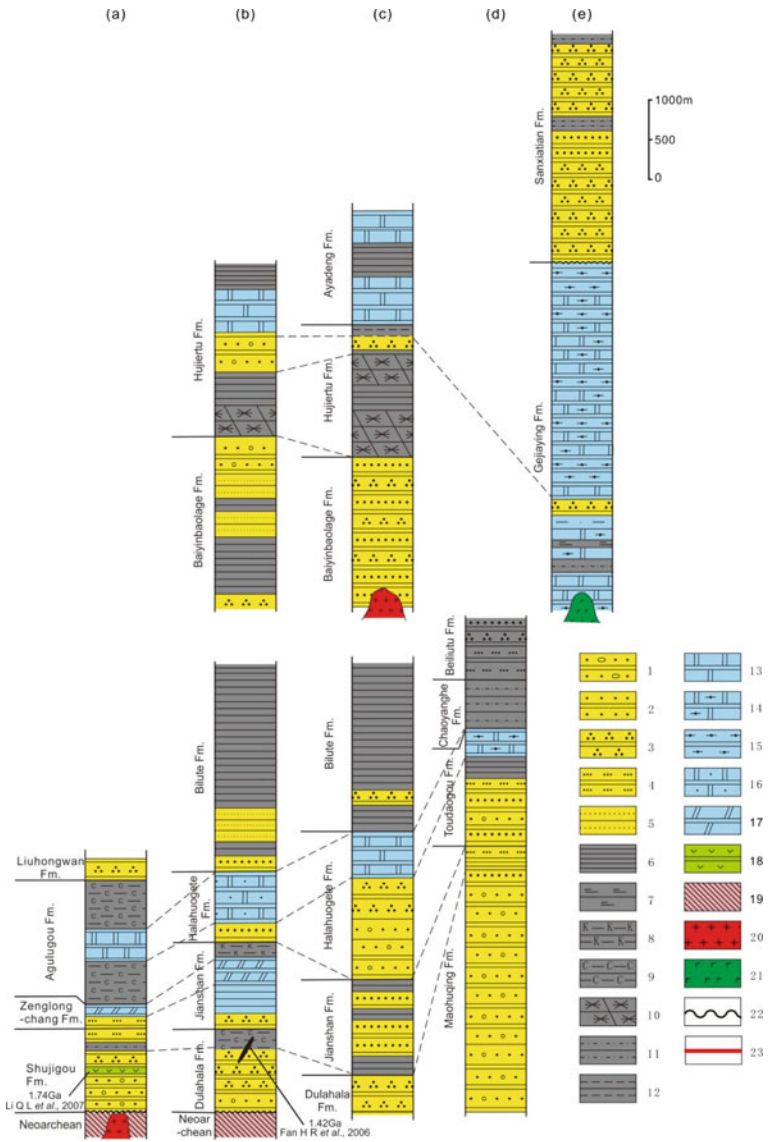 (a)
(b)
(c)
(d)
(e)
1000m
500
0
Sanxiatian Fm.
Gejiaying Fm.
Ayadeng Fm.
Hujiertu Fm.
Baiyinbaolage Fm.
Hujiertu Fm.
Baiyinbaolage Fm.
Bilute Fm.
Halahuogete
Fm.
Jianshan Fm.
Dulahala Fm.
Neoar
-chean
1.42Ga
Fan H R et al., 2006
Bilute Fm.
Halahuogele Fm.
Jianshan Fm.
Dulahala
Fm.
Beiliutu Fm.
Chaoyanghe
Fm.
Toudaogou Fm.
Maohuqing Fm.
Liuhongwan
Fm.
Agulugou Fm.
Zenglong
-chang Fm.
Shujigou
Fm.
1.74Ga
Li Q L et al., 2007
Neoarchean
1
2
3
4
5
6
7
K K
K K
8
C C
C C
9
10
11
12
13
14
15
16
17
18
19
20
21
22
23